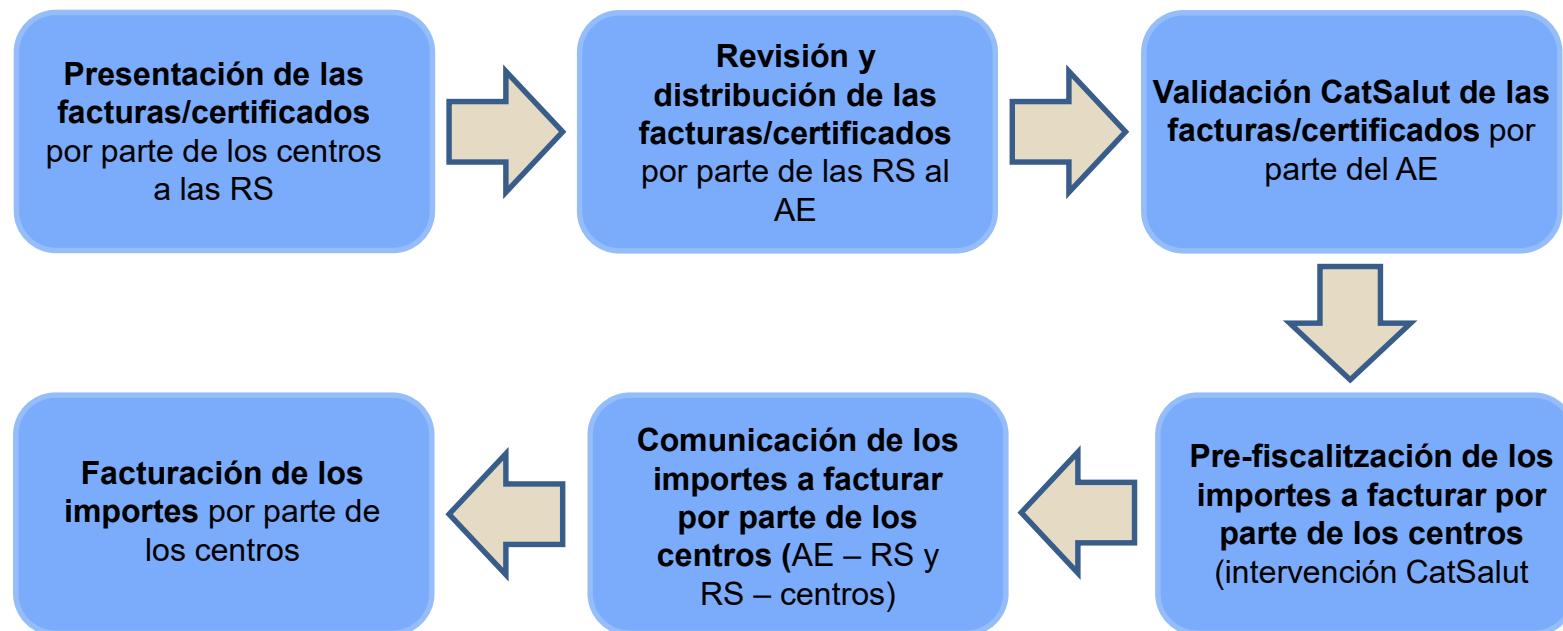 Presentación de las
facturas/certificados
por parte de los centros
a las RS
Revisión y
distribución de las
facturas/certificados
por parte de las RS al
AE
Validación CatSalut de las
facturas/certificados por
parte del AE
Pre-fiscalitzación de los
importes a facturar por
parte de los centros
(intervención CatSalut
Comunicación de los
importes a facturar
por parte de los
centros (AE – RS y
RS – centros)
Facturación de los
importes por parte de
los centros